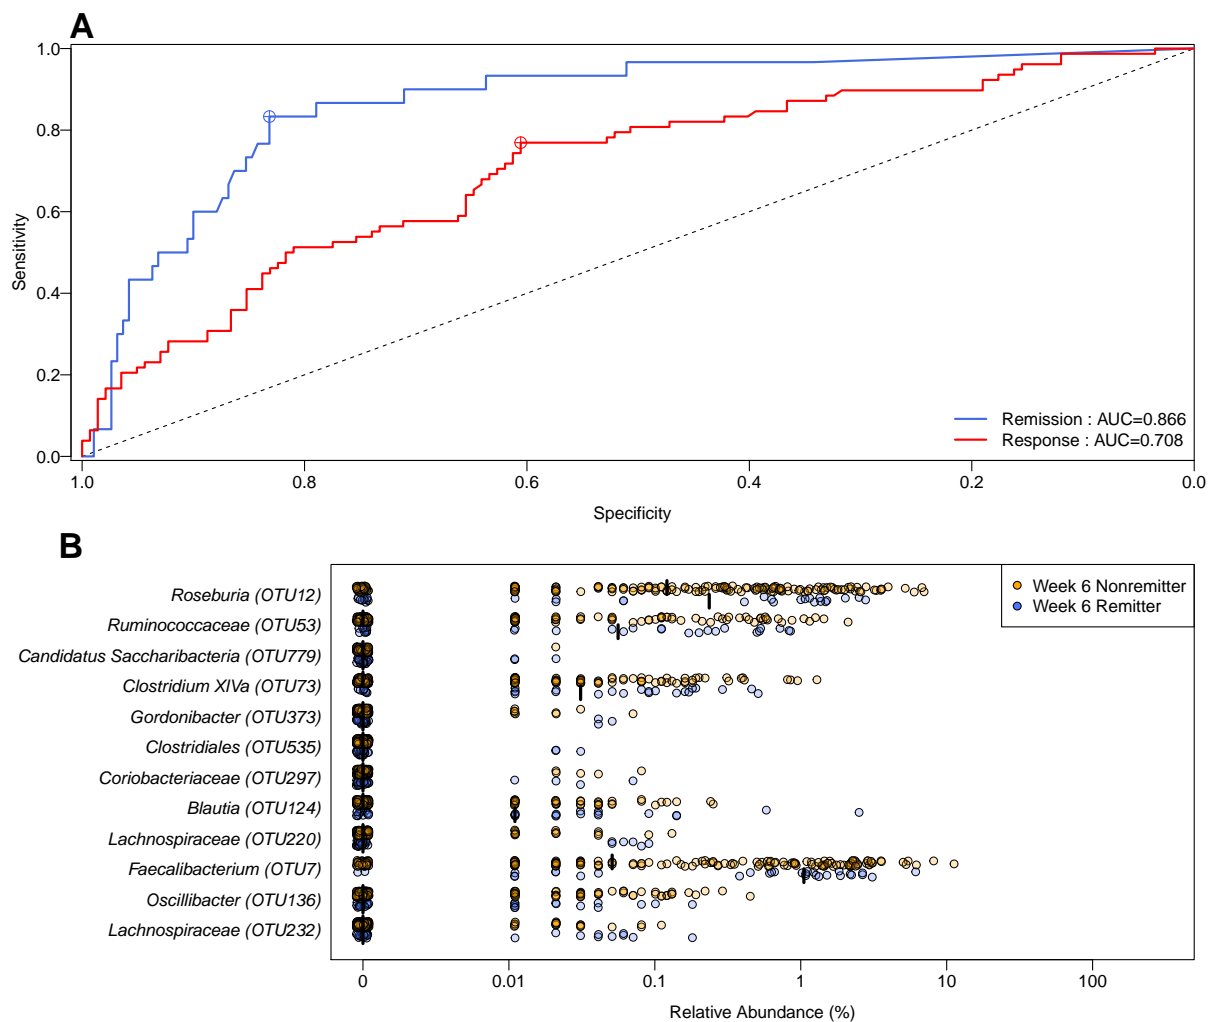 A
1.0
0.8
0.6
0.4
0.2
0.0
Sensitivity
Remission : AUC=0.866
Response : AUC=0.708
1.0
0.8
0.6
0.4
0.2
0.0
Specificity
B
Week 6 Nonremitter
Week 6 Remitter
Roseburia (OTU12)
Ruminococcaceae (OTU53)
Candidatus Saccharibacteria (OTU779)
Clostridium XIVa (OTU73)
Gordonibacter (OTU373)
Clostridiales (OTU535)
Coriobacteriaceae (OTU297)
Blautia (OTU124)
Lachnospiraceae (OTU220)
Faecalibacterium (OTU7)
Oscillibacter (OTU136)
Lachnospiraceae (OTU232)
0
0.01
0.1
1
10
100
Relative Abundance (%)